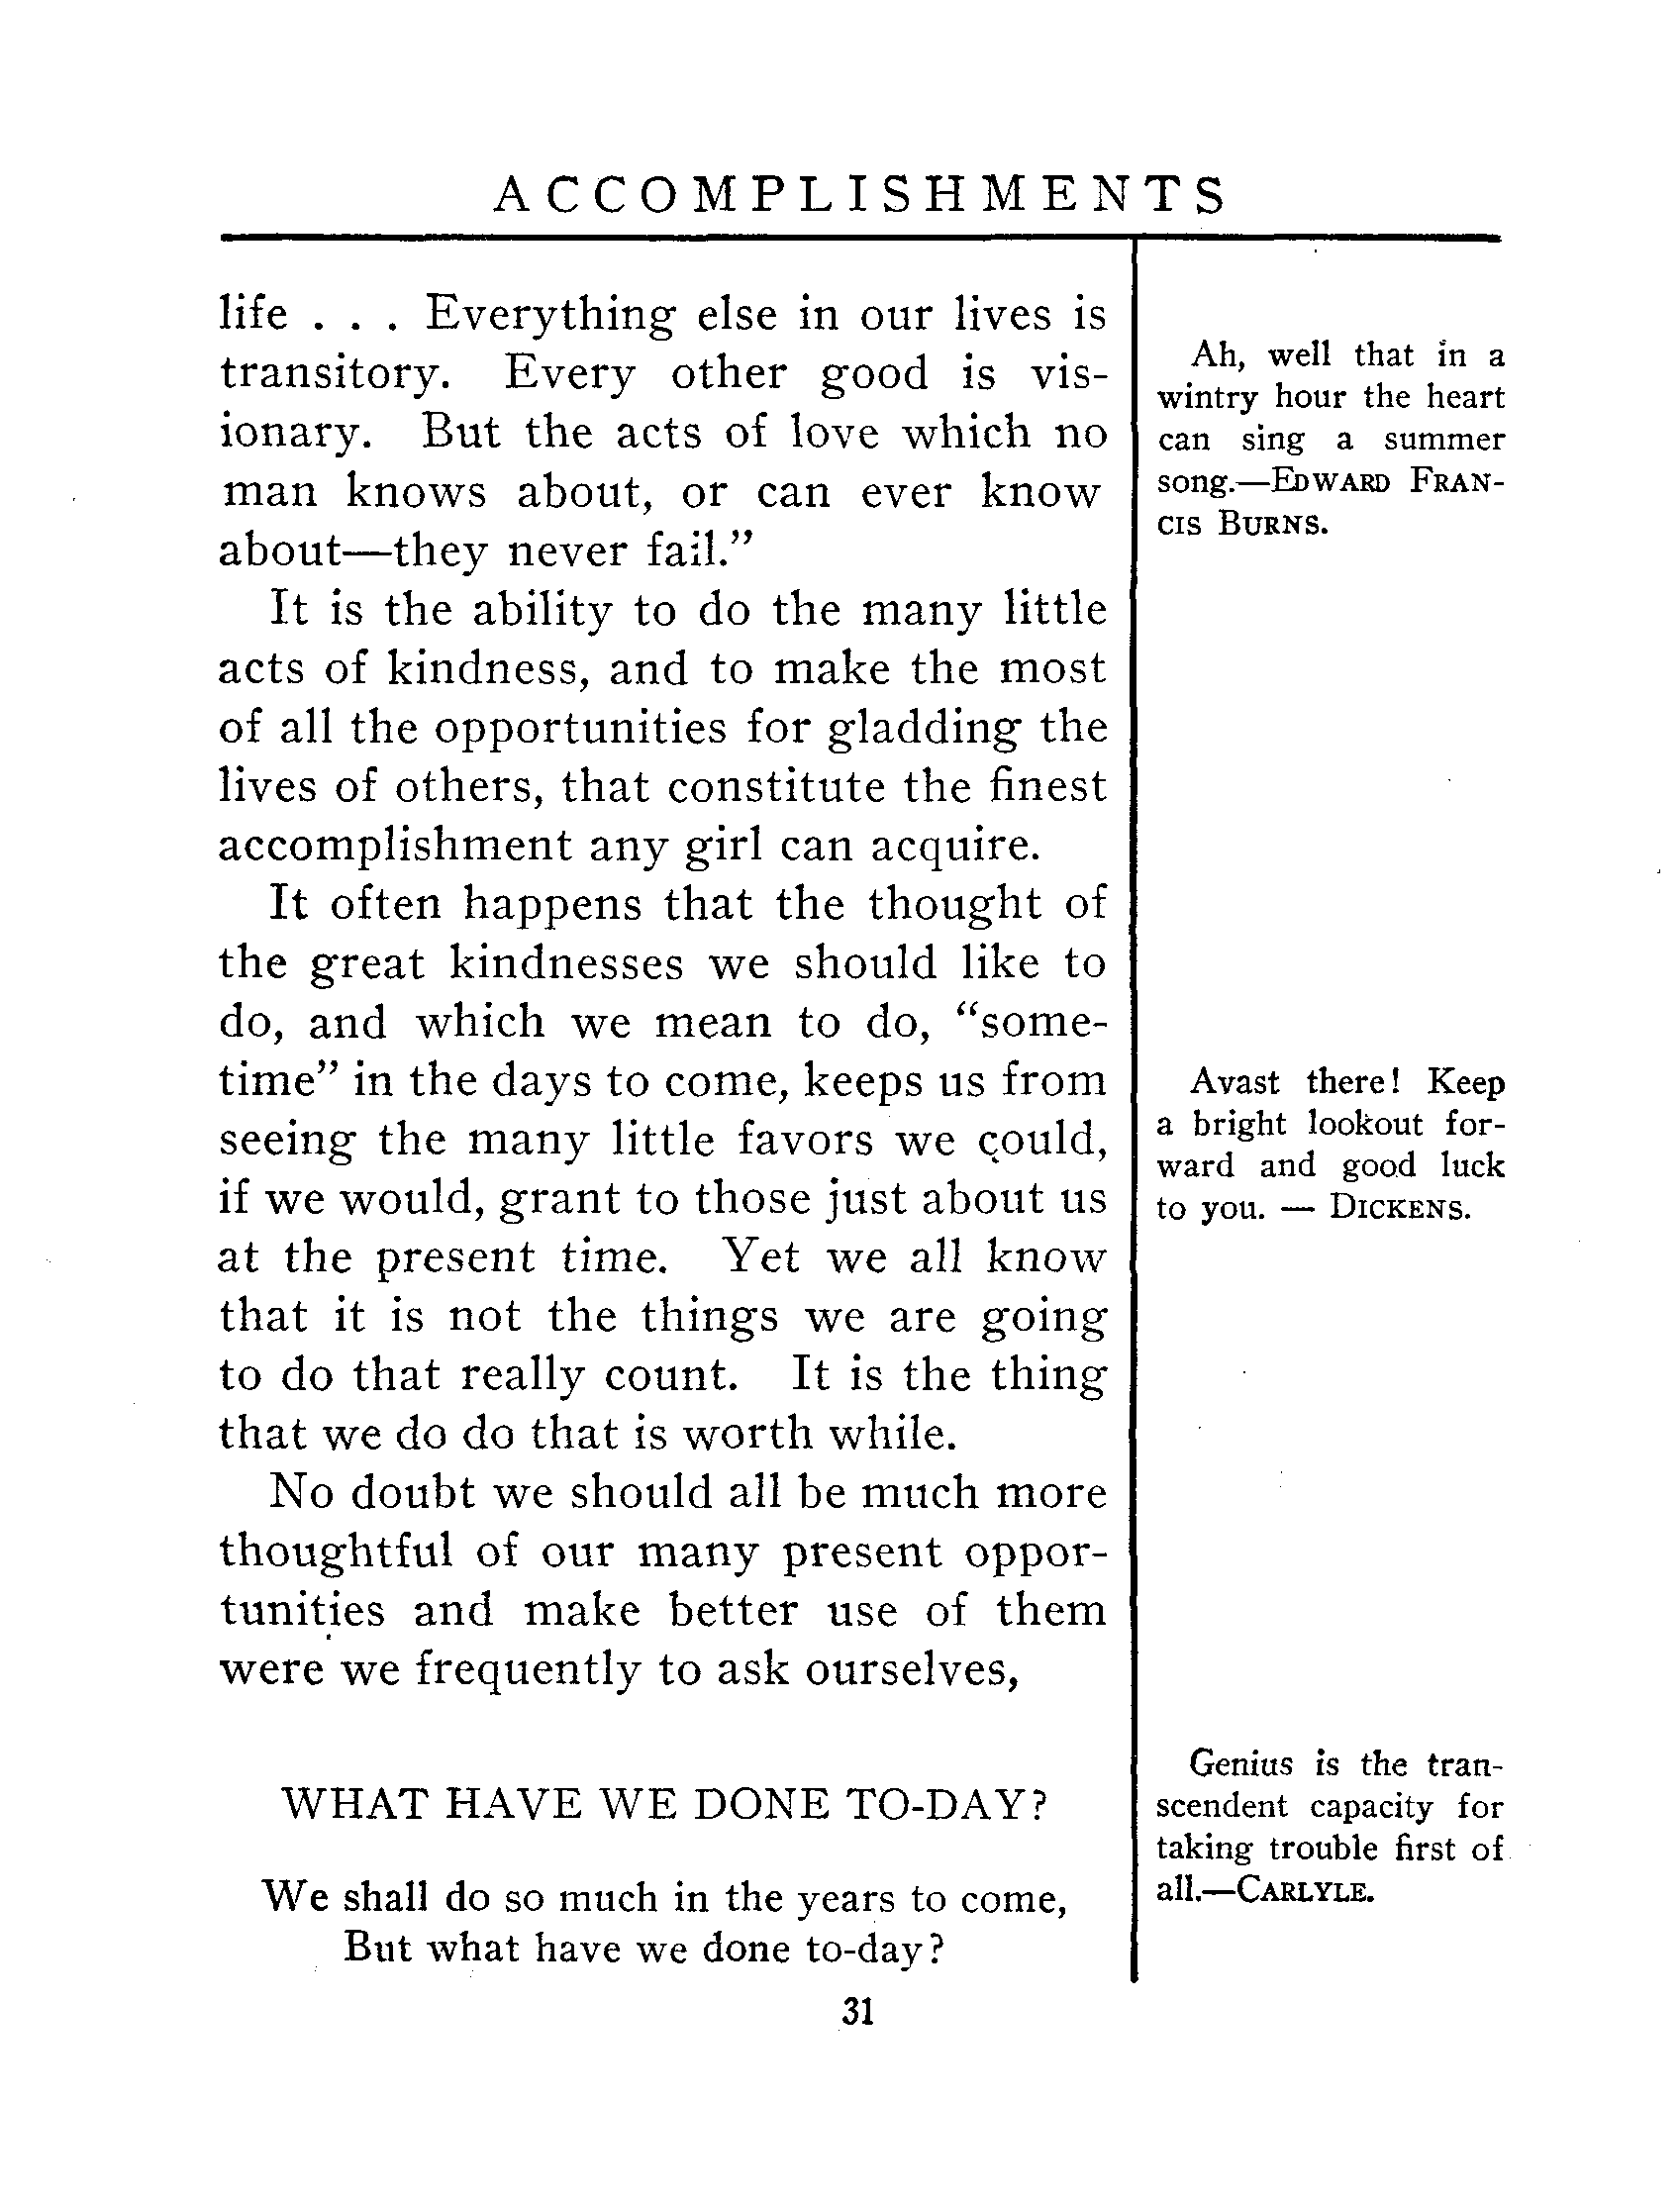 ACCOMPLISHMENTS
life . . . Everything else in our lives is
transitory. Every other good is vis-
ionary. But the acts of love which no
man knows about, or can ever know
about—they never fail.”
It is the ability to do the many little
acts of kindness, and to make the most
of all the opportunities for gladding the
lives of others, that constitute the finest
accomplishment any girl can acquire.
It often happens that the thought of
the great kindnesses we should like to
do, and which we mean to do, “some-
time” in the days to come, keeps us from
seeing the many little favors we could,
if we would, grant to those just about us
at the present time. Yet we all know
that it is not the things we are going
to do that really count. It is the thing
that we do do that is worth while.
No doubt we should all be much more
thoughtful of our many present oppor-
tunities and make better use of them
were we frequently to ask ourselves,
WHAT HAVE WE DONE TO-DAY?
We shall do so much in the years to come,
But what have we done to-day?
Ah, well that in a
wintry hour the heart
can sing a summer
song.—EDWARD FRAN-
CIS BURNS.
Avast there! Keep
a bright lookout for-
ward and good luck
to you. — DICKENS.
Genius is the tran-
scendent capacity for
taking trouble first of
all.—CARLYLE.
31